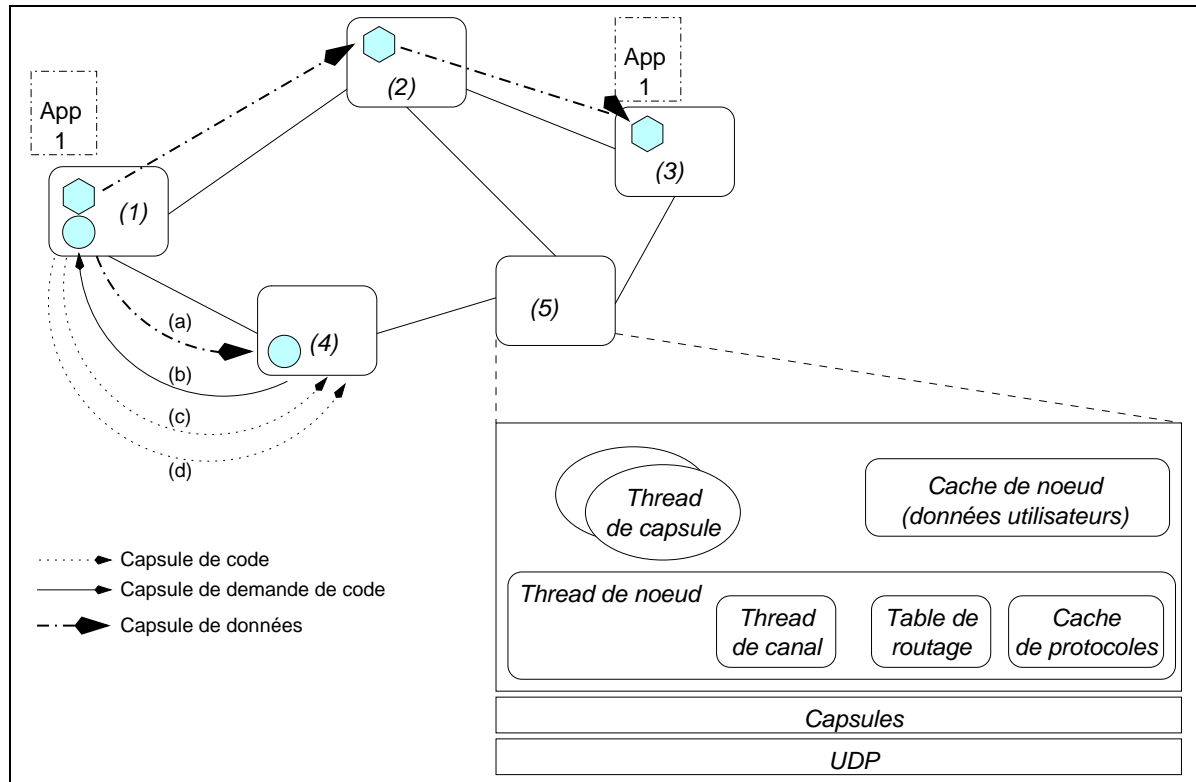 App
1
(2)
App
1
(1)
(3)
(a)
(4)
(5)
(b)
(c)
(d)
Thread
de capsule
Cache de noeud
(données utilisateurs)
Capsule de code
Capsule de demande de code
Capsule de données
Thread de noeud
Thread
de canal
Table de
routage
Cache
de protocoles
Capsules
UDP